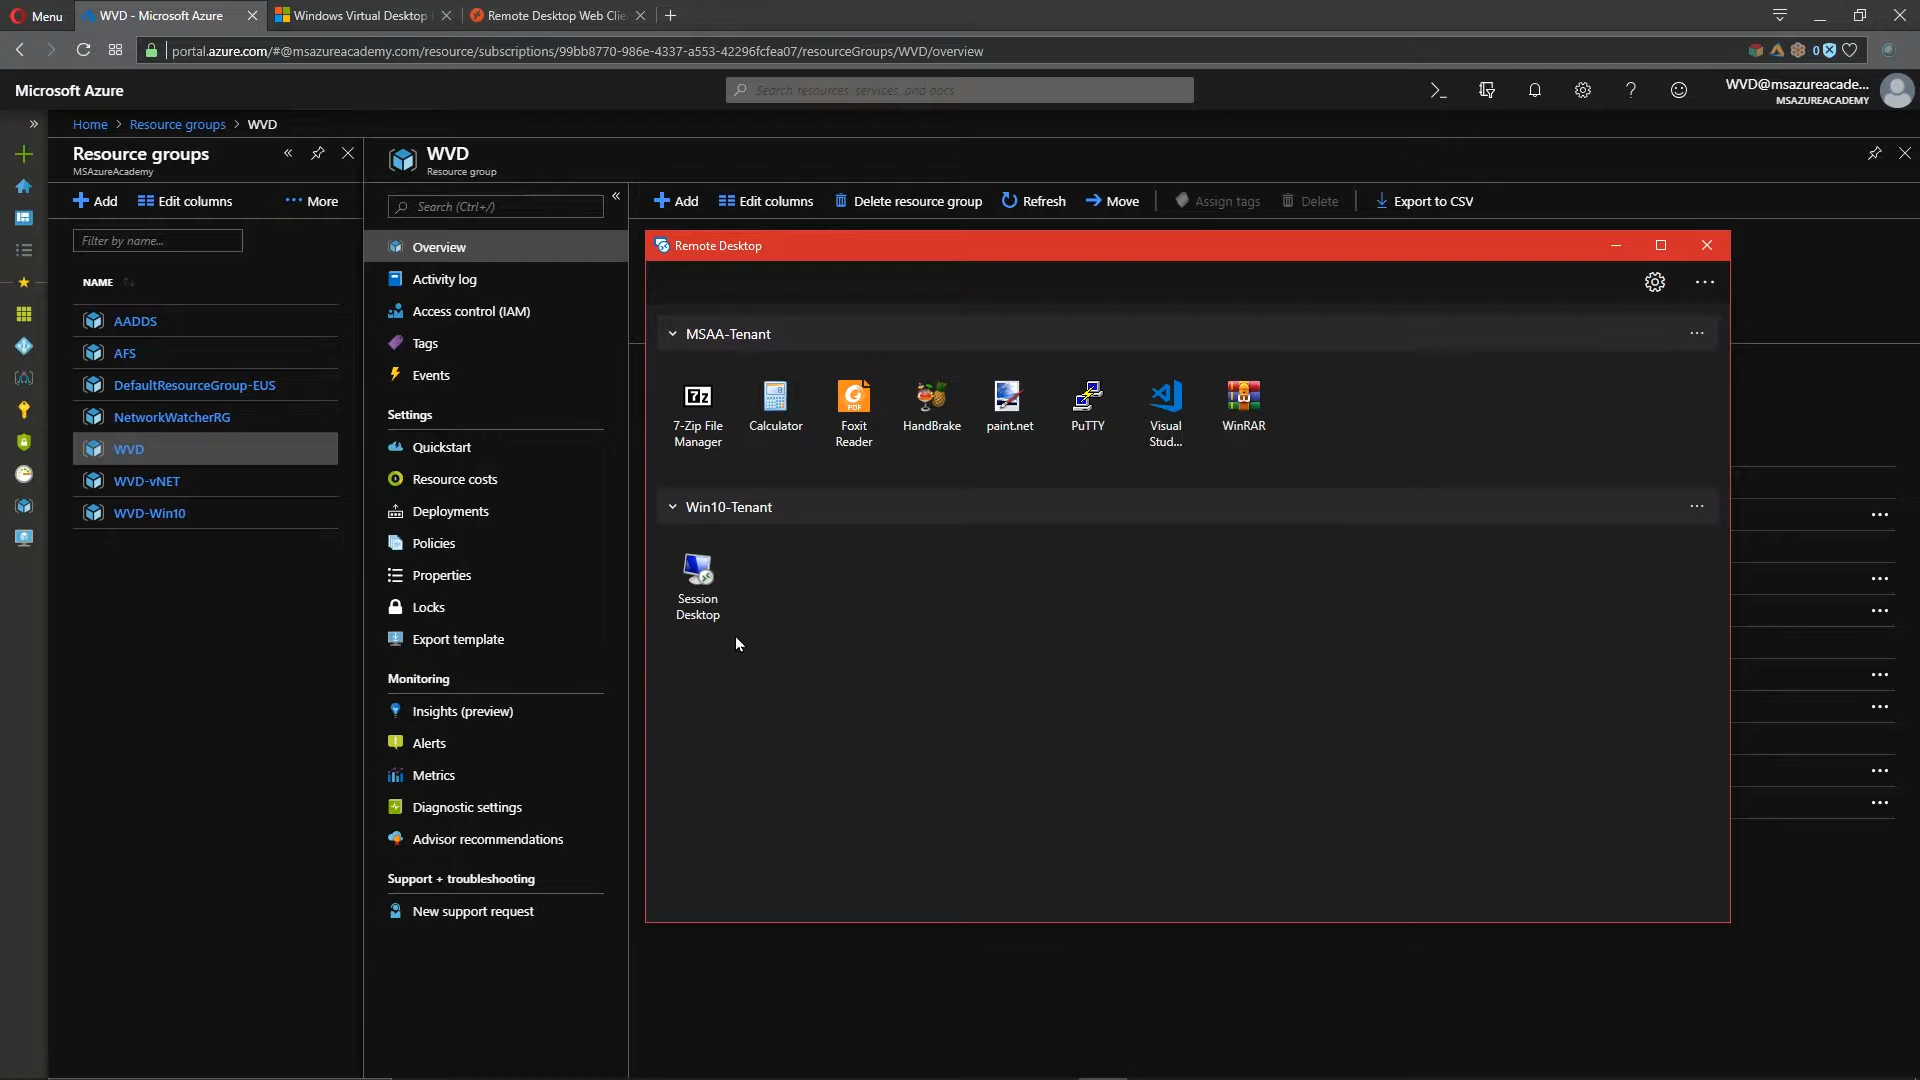 Menu
WVD - Microsoft Azure
Windows Virtual Desktop
Remote Desktop Web Clie
portal.azure.com/#@msazureacademy.com/resource/subscriptions/99bb8770-986e-4337-a553-42296fcfea07/resourceGroups/WVD/overview
0
Microsoft Azure
Search resources, services, and docs
WVD@msazureacade...
MSAZUREACADEMY
Home > Resource groups > WVD
Resource groups
MSAzureAcademy
Add
Edit columns
More
Filter by name...
NAME
AADDS
AFS
DefaultResourceGroup-EUS
NetworkWatcherRG
WVD
WVD-vNET
WVD-Win10
WVD
Resource group
Search (Ctrl+/)
Overview
Activity log
Access control (IAM)
Tags
Events
Settings
Quickstart
Resource costs
Deployments
Policies
Properties
Locks
Export template
Monitoring
Insights (preview)
Alerts
Metrics
Diagnostic settings
Advisor recommendations
Support + troubleshooting
New support request
Add
Edit columns
Delete resource group
Refresh
Move
Assign tags
Delete
Export to CSV
Remote Desktop
MSAA-Tenant
7-Zip File
Manager
Calculator
Foxit
Reader
HandBrake
paint.net
PuTTY
Visual
Stud...
WinRAR
Win10-Tenant
Session
Desktop